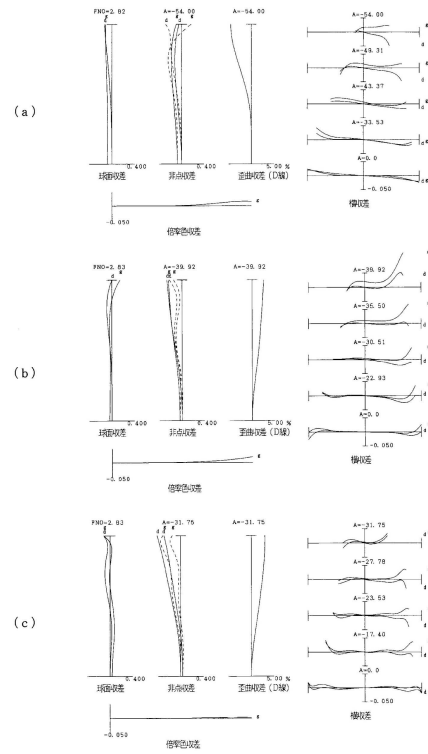 (a)
FNO=2.82
g
d
A=-54.00
g
d
g
A=-54.00
0.400
球面収差
0.400
非点収差
5.00 %
歪曲収差 (D線)
-0.050
g
倍率色収差
A=-54.00
g
d
A=-49.31
g
d
A=-43.37
g
d
A=-33.53
g
d
A=0.0
d g
-0.050
横収差
(b)
FNO=2.83
g
d
A=-39.92
g g
dd
A=-39.92
0.400
球面収差
0.400
非点収差
5.00 %
歪曲収差 (D線)
-0.050
g
倍率色収差
A=-39.92
d
A=-36.50
d
A=-30.51
d
A=-22.93
d
A=0.0
-0.050
横収差
(c)
FNO=2.83
g
d
A=-31.75
g
g
A=-31.75
0.400
球面収差
0.400
非点収差
5.00 %
歪曲収差 (D線)
-0.050
g
倍率色収差
A=-31.75
d
A=-27.78
d
A=-23.53
d
A=-17.40
d
A=0.0
d
-0.050
横収差